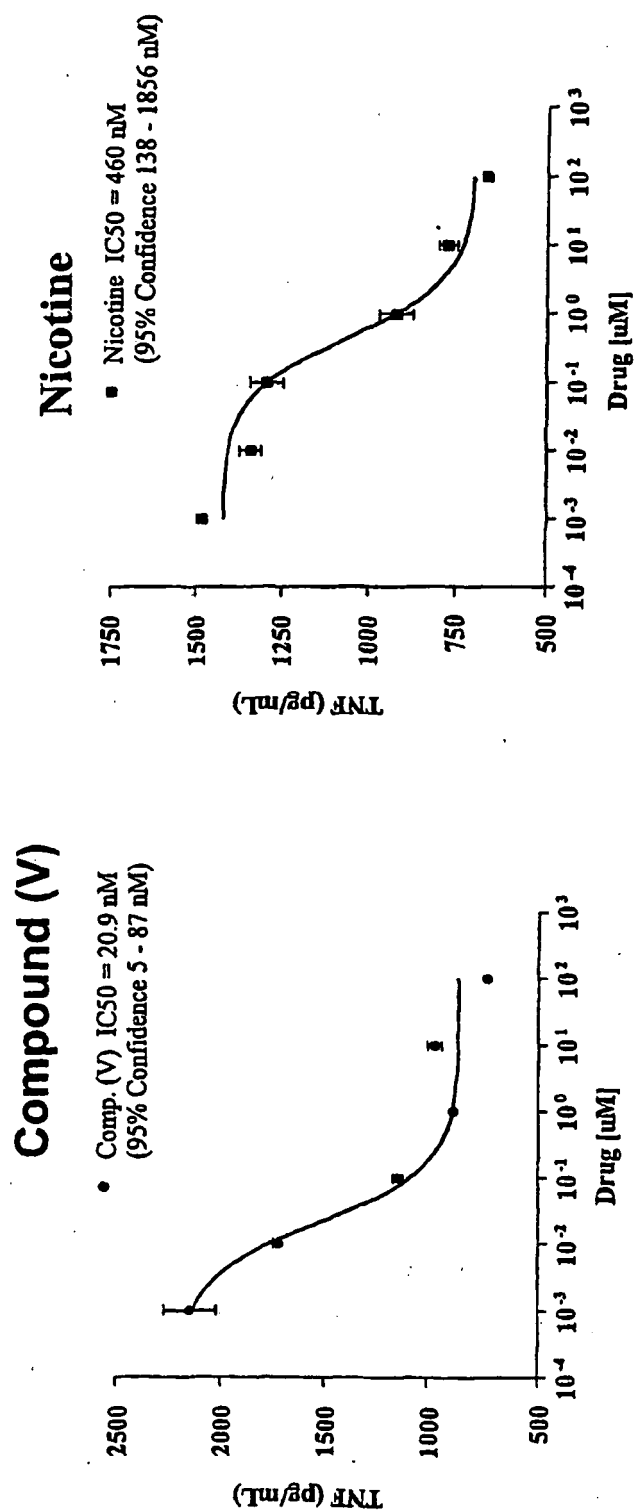 Compound (V)
Comp. (V) IC50 = 20.9 nM
(95% Confidence 5 - 87 nM)
TNF (pg/mL)
2500
2000
1500
1000
500
10-4 10-3 10-2 10-1 100 101 102 103
Drug [uM]
Nicotine
Nicotine IC50 = 460 nM
(95% Confidence 138 - 1856 nM)
TNF (pg/mL)
1750
1500
1250
1000
750
500
10-4 10-3 10-2 10-1 100 101 102 103
Drug [uM]